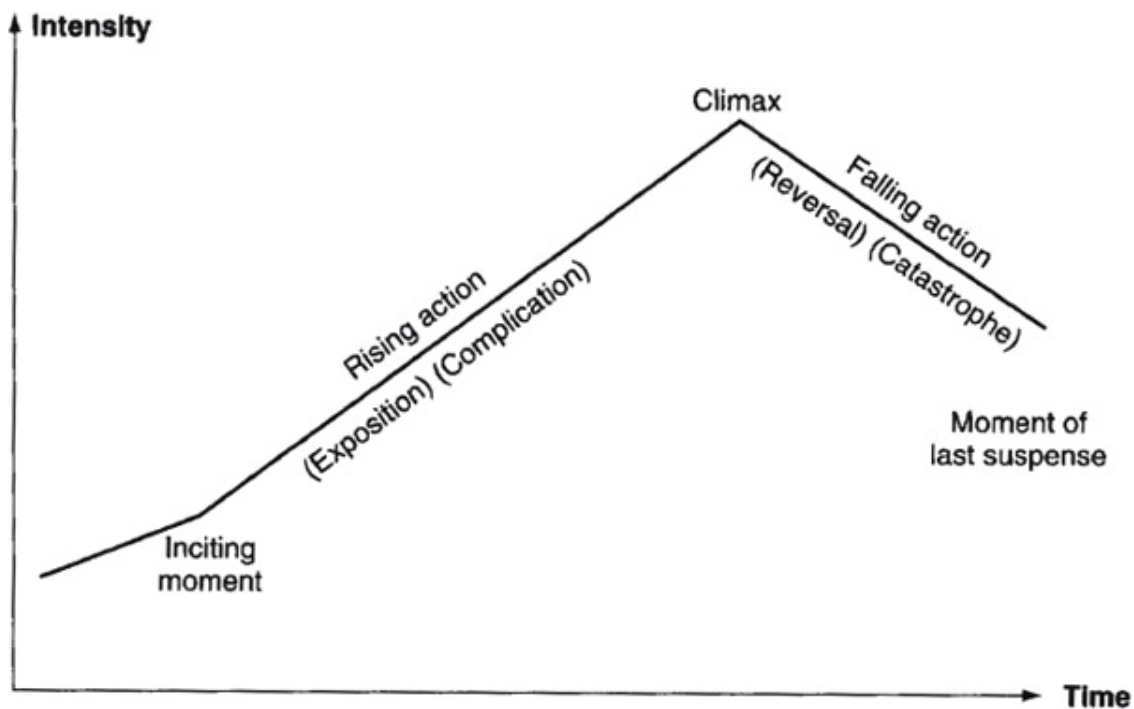 Intensity
Climax
Falling action
(Reversal) (Catastrophe)
Rising action
(Exposition) (Complication)
Moment of
last suspense
Inciting
moment
Time